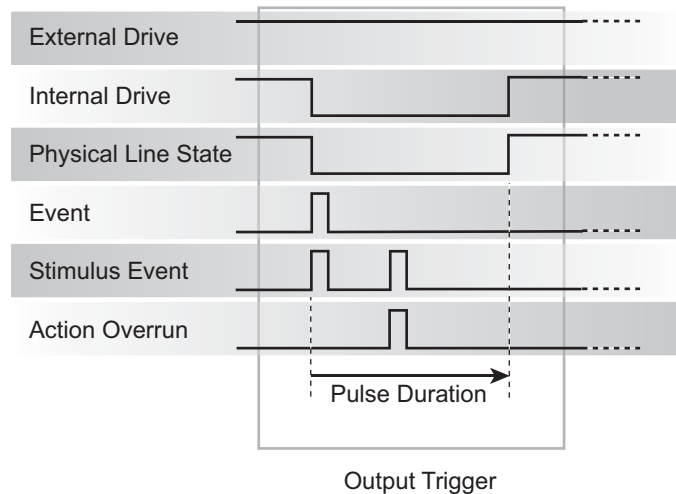 External Drive
Internal Drive
Physical Line State
Event
Stimulus Event
Action Overrun
Pulse Duration
Output Trigger